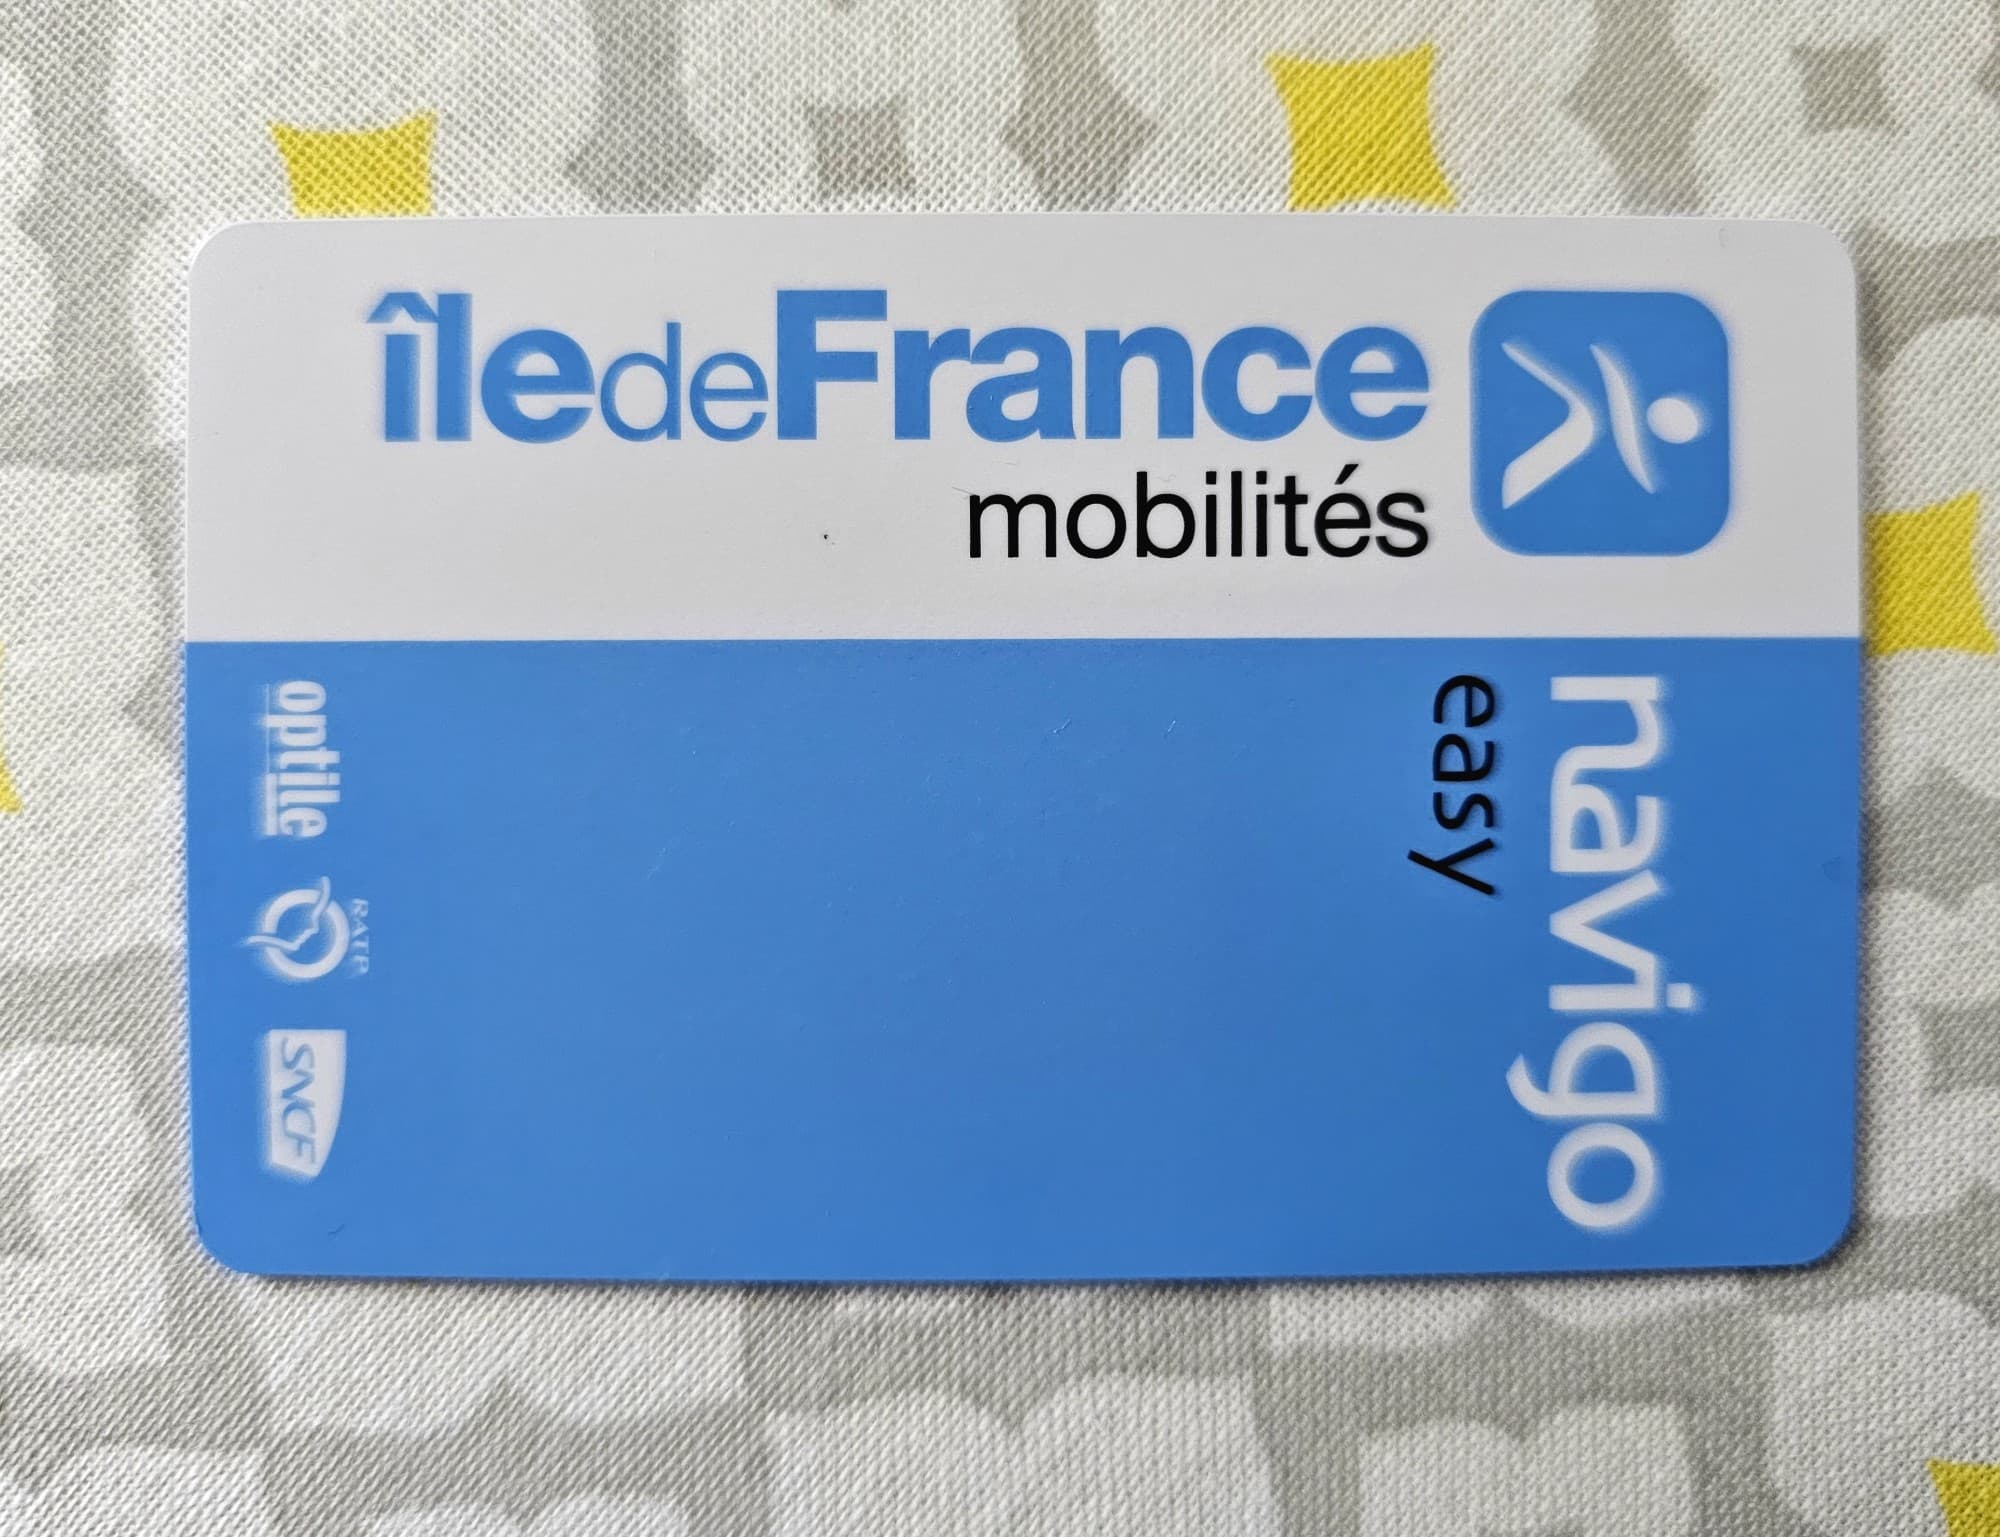 îledeFrance
mobilités
navigo
easy
optile
RATP
SNCF